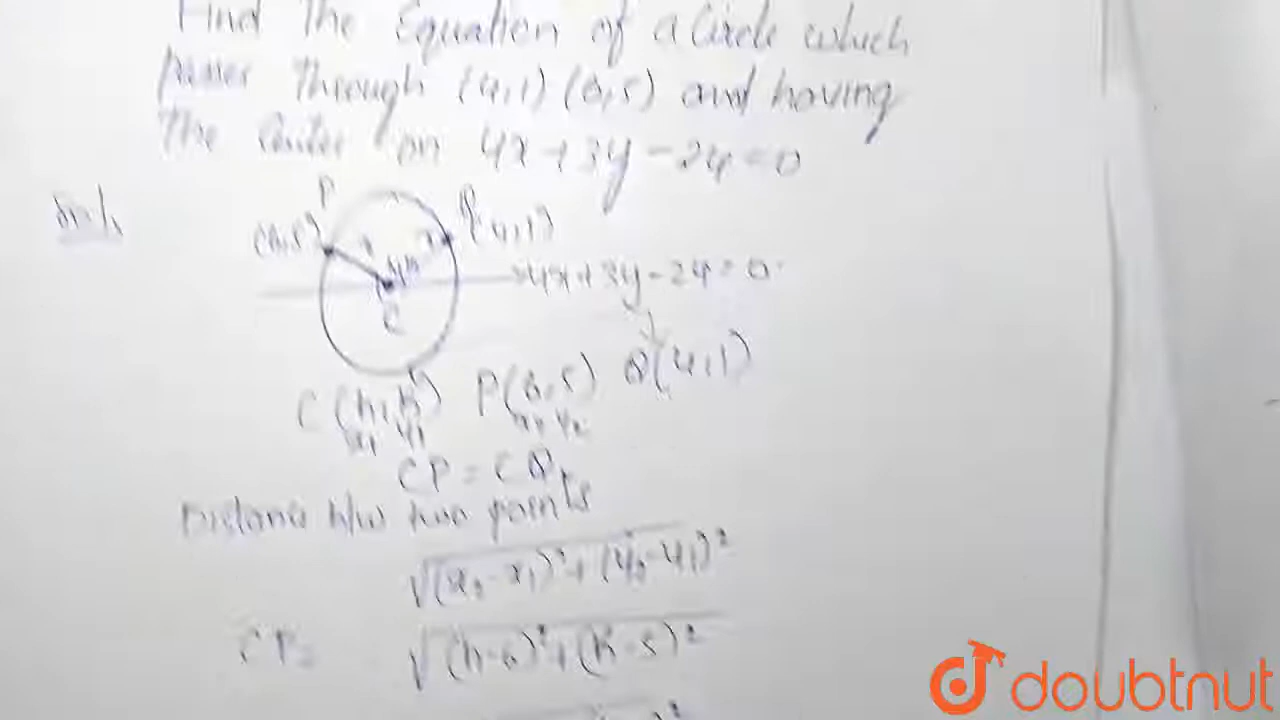 Find The Equation of a Circle which
passes Through (4,1) (6,5) and having
The Center on 4x+3y-24=0
Soln
P Q
(6,5) (4,1)
r r
4x+3y-24=0
C
C (h,k) P(6,5) Q(4,1)
x1 y1 x2 y2
CP = CQ
Distance b/w two points
√(x2-x1)²+(y2-y1)²
CP= √(h-6)²+(k-5)²
doubtnut